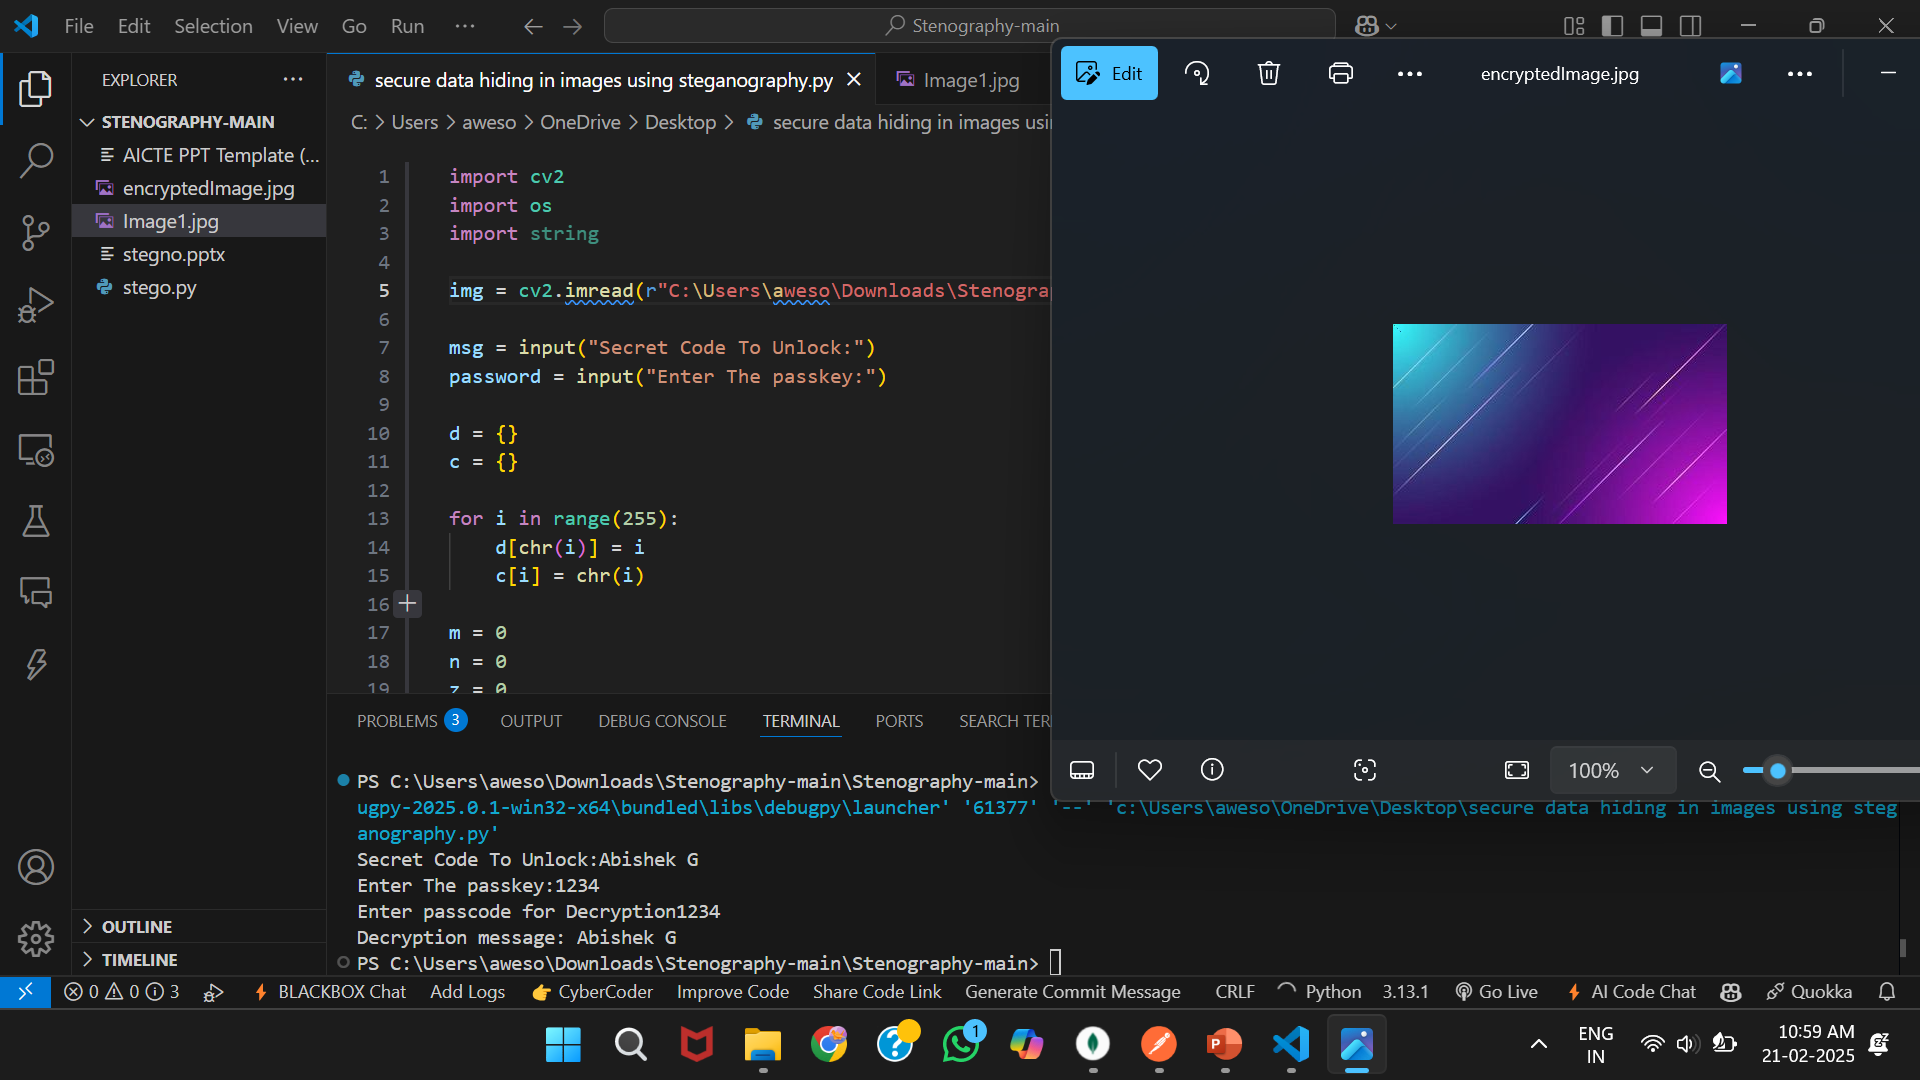 File Edit Selection View Go Run ··· Stenography-main
EXPLORER ···
STENOGRAPHY-MAIN
AICTE PPT Template (...
encryptedImage.jpg
Image1.jpg
stegno.pptx
stego.py
OUTLINE
TIMELINE
secure data hiding in images using steganography.py Image1.jpg
C: > Users > aweso > OneDrive > Desktop > secure data hiding in images usi
1 import cv2
2 import os
3 import string
4
5 img = cv2.imread(r"C:\Users\aweso\Downloads\Stenogra
6
7 msg = input("Secret Code To Unlock:")
8 password = input("Enter The passkey:")
9
10 d = {}
11 c = {}
12
13 for i in range(255):
14 d[chr(i)] = i
15 c[i] = chr(i)
16
17 m = 0
18 n = 0
19 z = 0
Edit encryptedImage.jpg
100%
PROBLEMS 3 OUTPUT DEBUG CONSOLE TERMINAL PORTS SEARCH TER
PS C:\Users\aweso\Downloads\Stenography-main\Stenography-main>
ugpy-2025.0.1-win32-x64\bundled\libs\debugpy\launcher' '61377' '--' 'c:\Users\aweso\OneDrive\Desktop\secure data hiding in images using steg
anography.py'
Secret Code To Unlock:Abishek G
Enter The passkey:1234
Enter passcode for Decryption1234
Decryption message: Abishek G
PS C:\Users\aweso\Downloads\Stenography-main\Stenography-main>
0 0 3 BLACKBOX Chat Add Logs CyberCoder Improve Code Share Code Link Generate Commit Message CRLF Python 3.13.1 Go Live AI Code Chat Quokka
1
ENG
IN
10:59 AM
21-02-2025